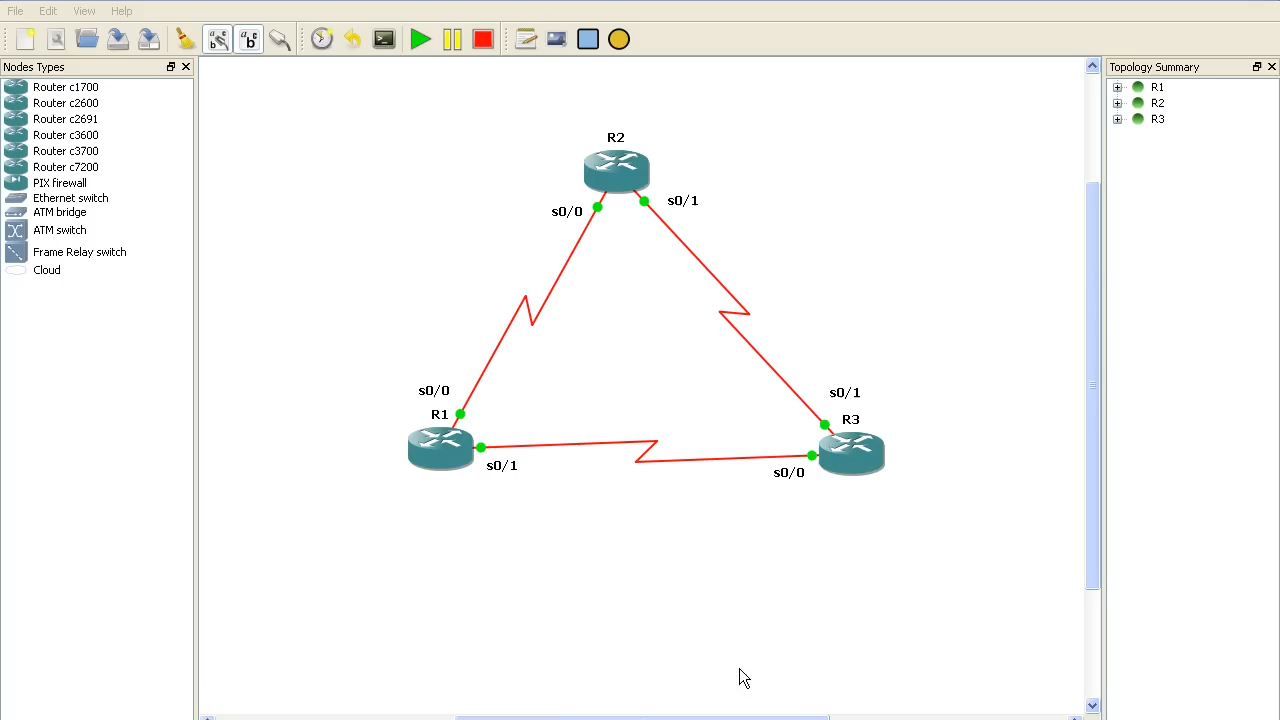 File Edit View Help
Nodes Types
Router c1700
Router c2600
Router c2691
Router c3600
Router c3700
Router c7200
PIX firewall
Ethernet switch
ATM bridge
ATM switch
Frame Relay switch
Cloud
R2
s0/0
s0/1
s0/0
R1
s0/1
s0/1
R3
s0/0
Topology Summary
R1
R2
R3